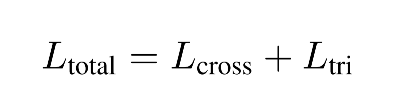 L_total = L_cross + L_tri